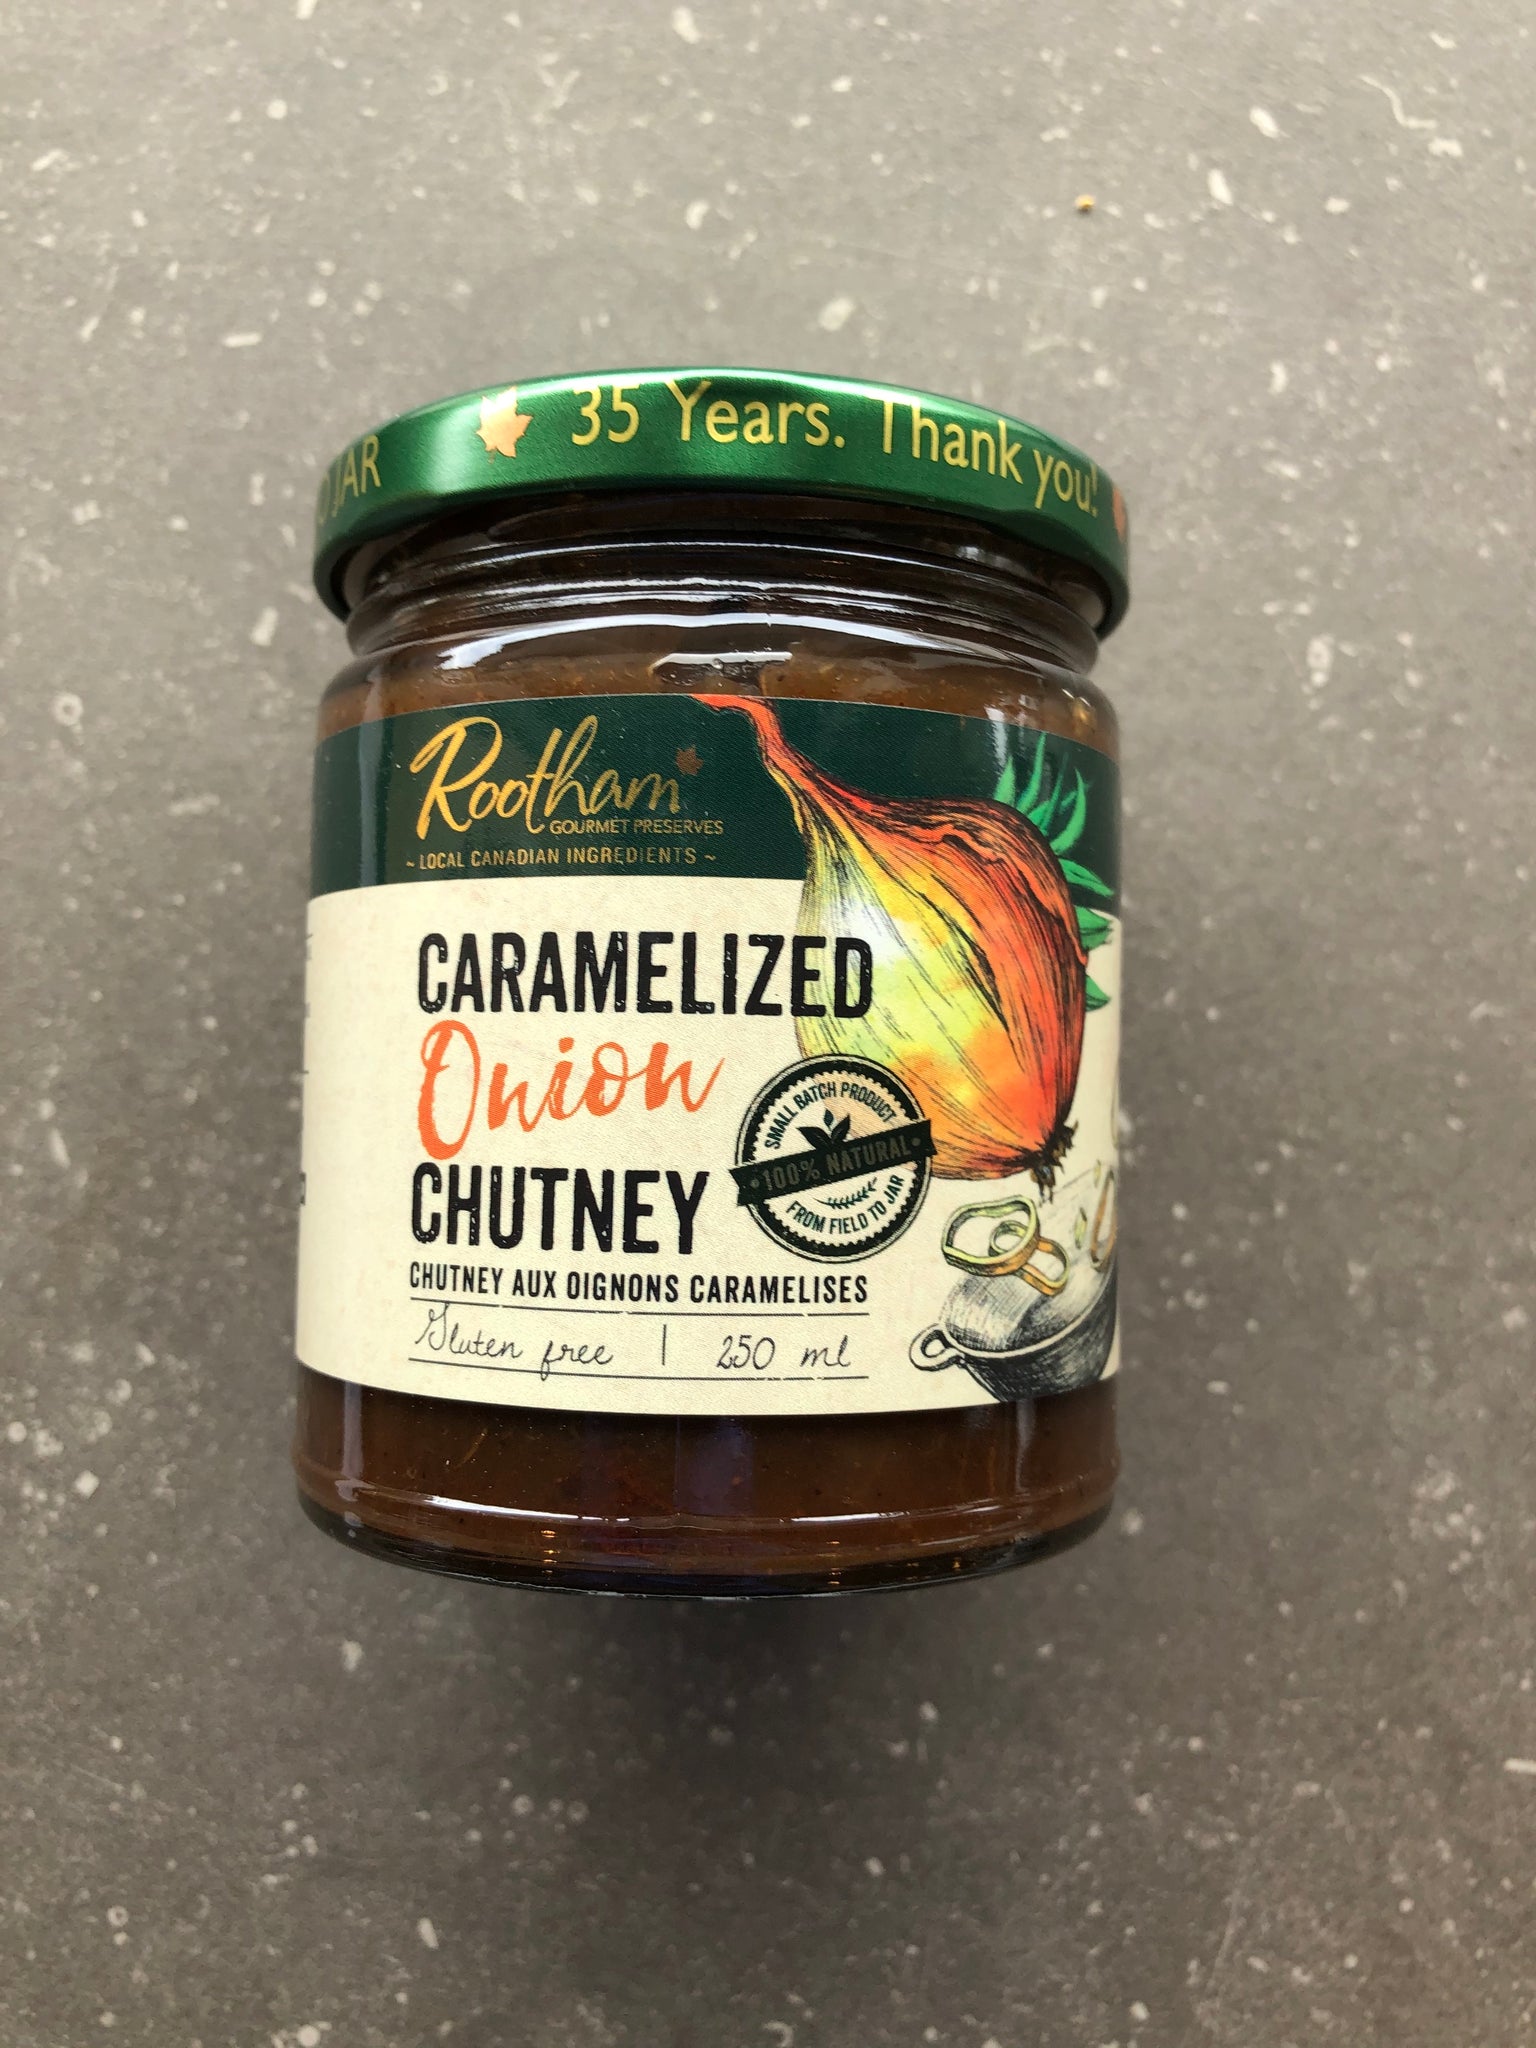 JAR
35 Years. Thank you!
Rootham
GOURMET PRESERVES
~ LOCAL CANADIAN INGREDIENTS ~
CARAMELIZED
Onion
CHUTNEY
SMALL BATCH PRODUCT
• 100% NATURAL •
FROM FIELD TO JAR
CHUTNEY AUX OIGNONS CARAMELISES
Gluten free | 250 ml